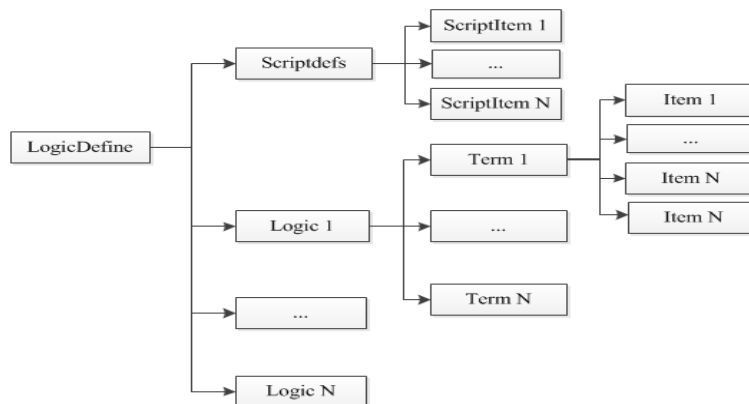 ScriptItem 1
Scriptdefs
...
ScriptItem N
Item 1
...
LogicDefine
Term 1
Item N
Item N
Logic 1
...
Term N
...
Logic N